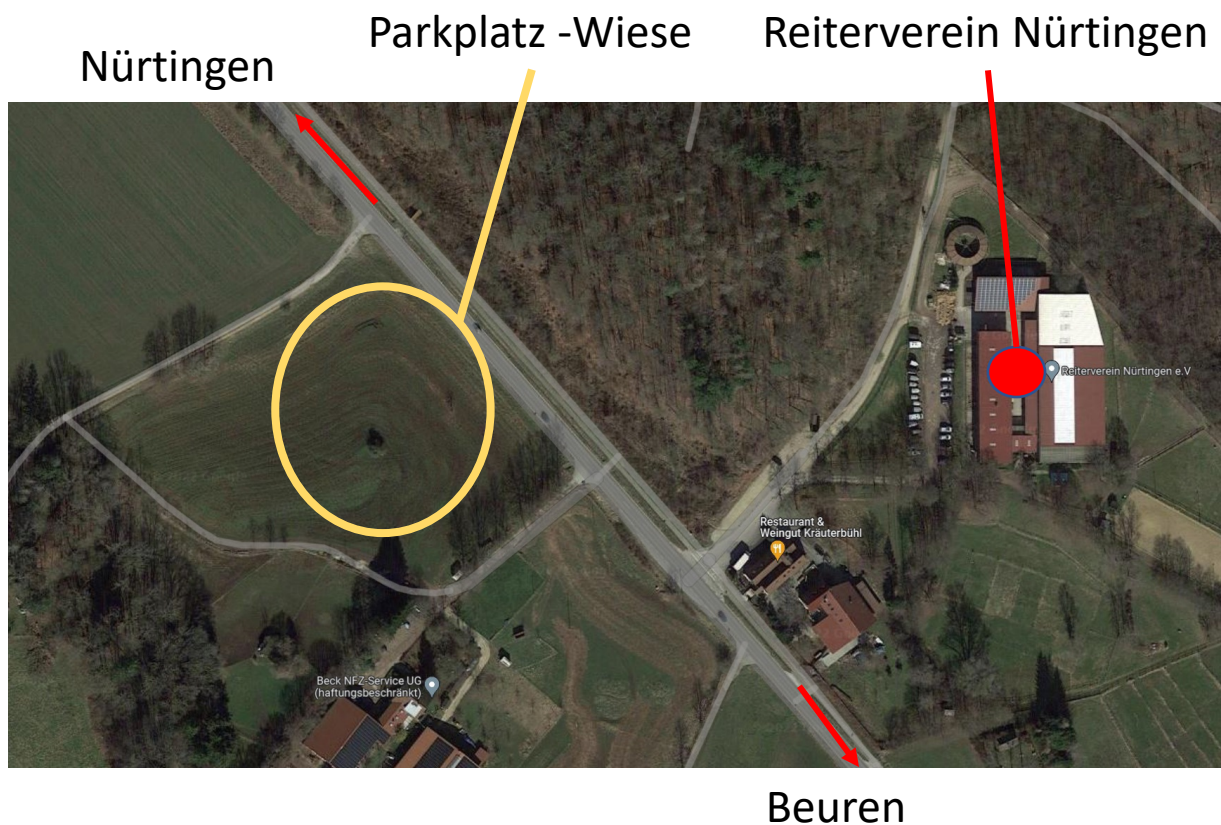 Parkplatz -Wiese
Reiterverein Nürtingen
Nürtingen
Reiterverein Nürtingen e.V
Restaurant &
Weingut Kräuterbühl
Beck NFZ-Service UG
(haftungsbeschränkt)
Beuren